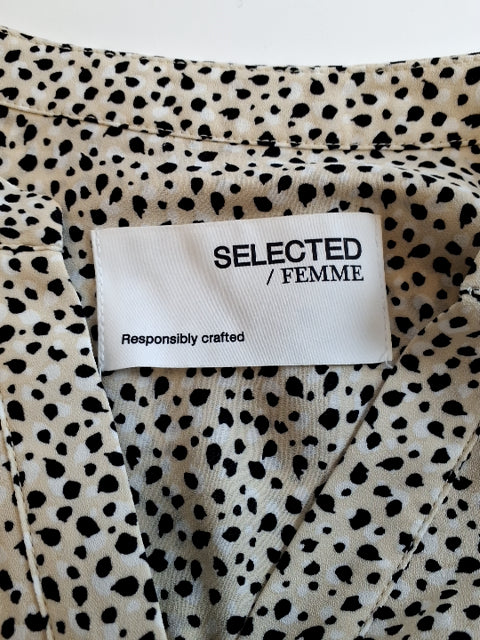 SELECTED
/ FEMME
Responsibly crafted